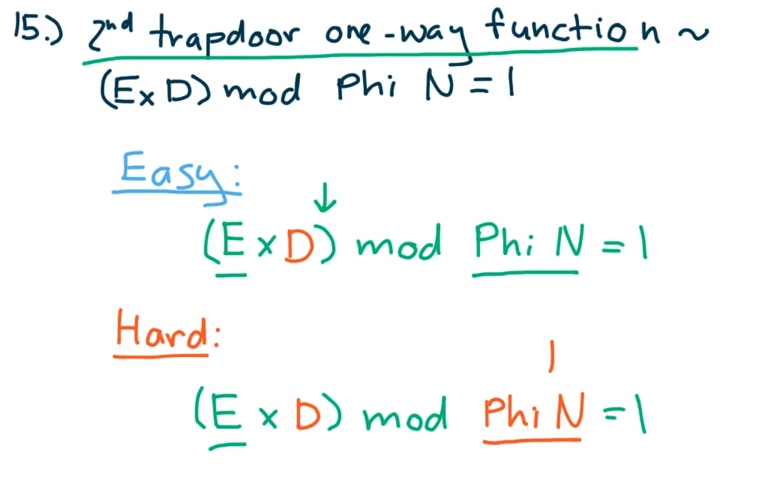 15.) 2nd trapdoor one-way function ~
(E x D) mod Phi N = 1
Easy:
(E x D) mod Phi N = 1
Hard:
(E x D) mod Phi N = 1